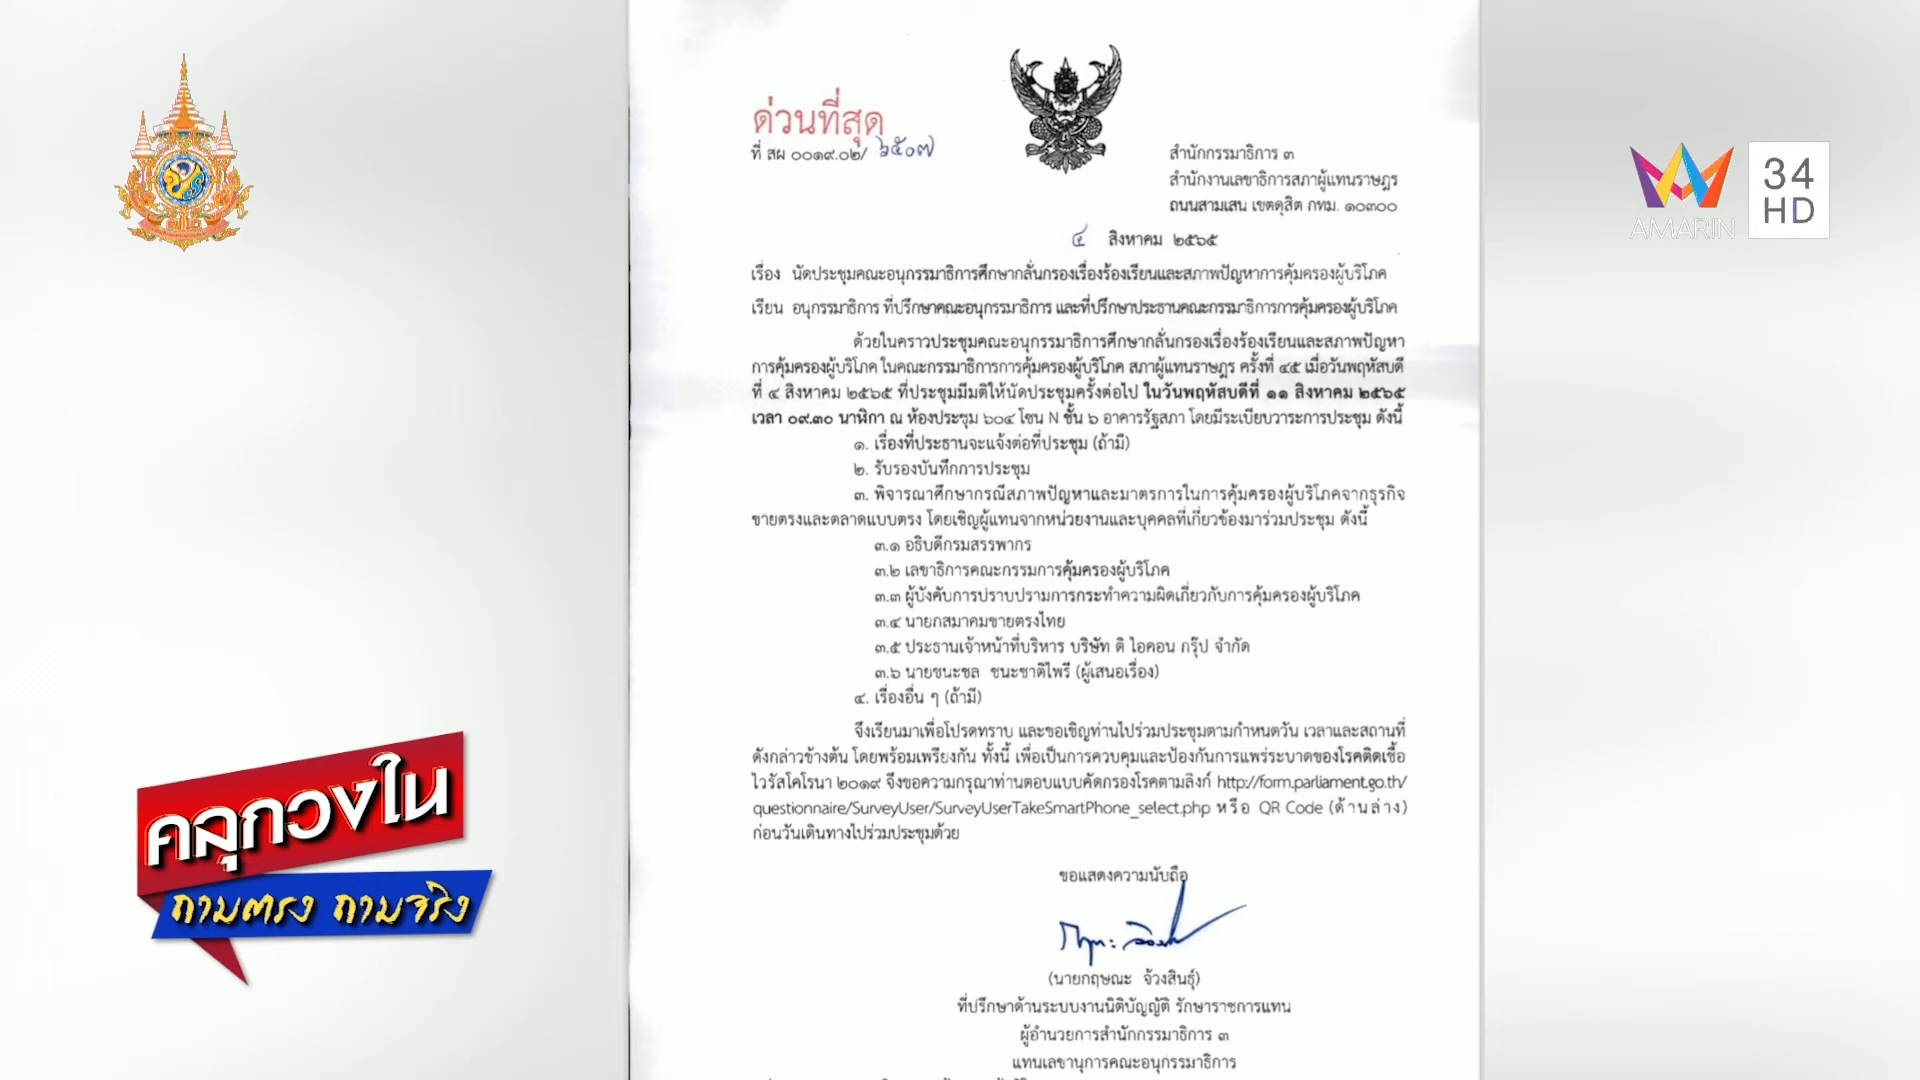 ด่วนที่สุด
ที่ สผ ๐๐๑๙.๐๒/ ๖๕๐๗
สำนักกรรมาธิการ ๓
สำนักงานเลขาธิการสภาผู้แทนราษฎร
ถนนสามเสน เขตดุสิต กทม. ๑๐๓๐๐
๔ สิงหาคม ๒๕๖๕
เรื่อง นัดประชุมคณะอนุกรรมาธิการศึกษากลั่นกรองเรื่องร้องเรียนและสภาพปัญหาการคุ้มครองผู้บริโภค
เรียน อนุกรรมาธิการ ที่ปรึกษาคณะอนุกรรมาธิการ และที่ปรึกษาประธานคณะกรรมาธิการการคุ้มครองผู้บริโภค
ด้วยในคราวประชุมคณะอนุกรรมาธิการศึกษากลั่นกรองเรื่องร้องเรียนและสภาพปัญหา
การคุ้มครองผู้บริโภค ในคณะกรรมาธิการการคุ้มครองผู้บริโภค สภาผู้แทนราษฎร ครั้งที่ ๔๕ เมื่อวันพฤหัสบดี
ที่ ๔ สิงหาคม ๒๕๖๕ ที่ประชุมมีมติให้นัดประชุมครั้งต่อไป ในวันพฤหัสบดีที่ ๑๑ สิงหาคม ๒๕๖๕
เวลา ๐๙.๓๐ นาฬิกา ณ ห้องประชุม ๖๐๔ โซน N ชั้น ๖ อาคารรัฐสภา โดยมีระเบียบวาระการประชุม ดังนี้
๑. เรื่องที่ประธานจะแจ้งต่อที่ประชุม (ถ้ามี)
๒. รับรองบันทึกการประชุม
๓. พิจารณาศึกษากรณีสภาพปัญหาและมาตรการในการคุ้มครองผู้บริโภคจากธุรกิจ
ขายตรงและตลาดแบบตรง โดยเชิญผู้แทนจากหน่วยงานและบุคคลที่เกี่ยวข้องมาร่วมประชุม ดังนี้
๓.๑ อธิบดีกรมสรรพากร
๓.๒ เลขาธิการคณะกรรมการคุ้มครองผู้บริโภค
๓.๓ ผู้บังคับการปราบปรามการกระทำความผิดเกี่ยวกับการคุ้มครองผู้บริโภค
๓.๔ นายกสมาคมขายตรงไทย
๓.๕ ประธานเจ้าหน้าที่บริหาร บริษัท ดิ ไอคอน กรุ๊ป จำกัด
๓.๖ นายชนะชล ชนะชาติไพรี (ผู้เสนอเรื่อง)
๔. เรื่องอื่น ๆ (ถ้ามี)
จึงเรียนมาเพื่อโปรดทราบ และขอเชิญท่านไปร่วมประชุมตามกำหนดวัน เวลาและสถานที่
ดังกล่าวข้างต้น โดยพร้อมเพรียงกัน ทั้งนี้ เพื่อเป็นการควบคุมและป้องกันการแพร่ระบาดของโรคติดเชื้อ
ไวรัสโคโรนา ๒๐๑๙ จึงขอความกรุณาท่านตอบแบบคัดกรองโรคตามลิงก์ http://form.parliament.go.th/
questionnaire/SurveyUser/SurveyUserTakeSmartPhone_select.php หรือ QR Code (ด้านล่าง)
ก่อนวันเดินทางไปร่วมประชุมด้วย
ขอแสดงความนับถือ
(นายกฤษณะ จ้วงสินธุ์)
ที่ปรึกษาด้านระบบงานนิติบัญญัติ รักษาราชการแทน
ผู้อำนวยการสำนักกรรมาธิการ ๓
แทนเลขานุการคณะอนุกรรมาธิการ
AMARIN
34
HD
คลุกวงใน
ถามตรง ถามจริง